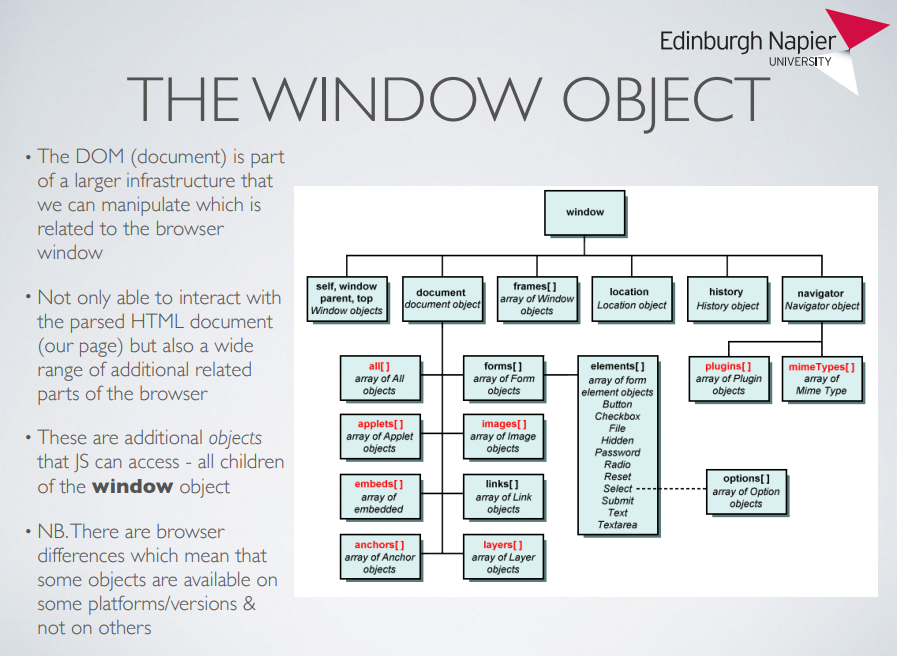 Edinburgh Napier
UNIVERSITY
THE WINDOW OBJECT
• The DOM (document) is part
of a larger infrastructure that
we can manipulate which is
related to the browser
window
• Not only able to interact with
the parsed HTML document
(our page) but also a wide
range of additional related
parts of the browser
• These are additional objects
that JS can access - all children
of the window object
• NB. There are browser
differences which mean that
some objects are available on
some platforms/versions &
not on others
window
self, window
parent, top
Window objects
document
document object
frames[ ]
array of Window
objects
location
Location object
history
History object
navigator
Navigator object
all[ ]
array of All
objects
forms[ ]
array of Form
objects
elements[ ]
array of form
element objects
Button
Checkbox
File
Hidden
Password
Radio
Reset
Select
Submit
Text
Textarea
plugins[ ]
array of Plugin
objects
mimeTypes[ ]
array of
Mime Type
applets[ ]
array of Applet
objects
images[ ]
array of Image
objects
embeds[ ]
array of
embedded
links[ ]
array of Link
objects
options[ ]
array of Option
objects
anchors[ ]
array of Anchor
objects
layers[ ]
array of Layer
objects